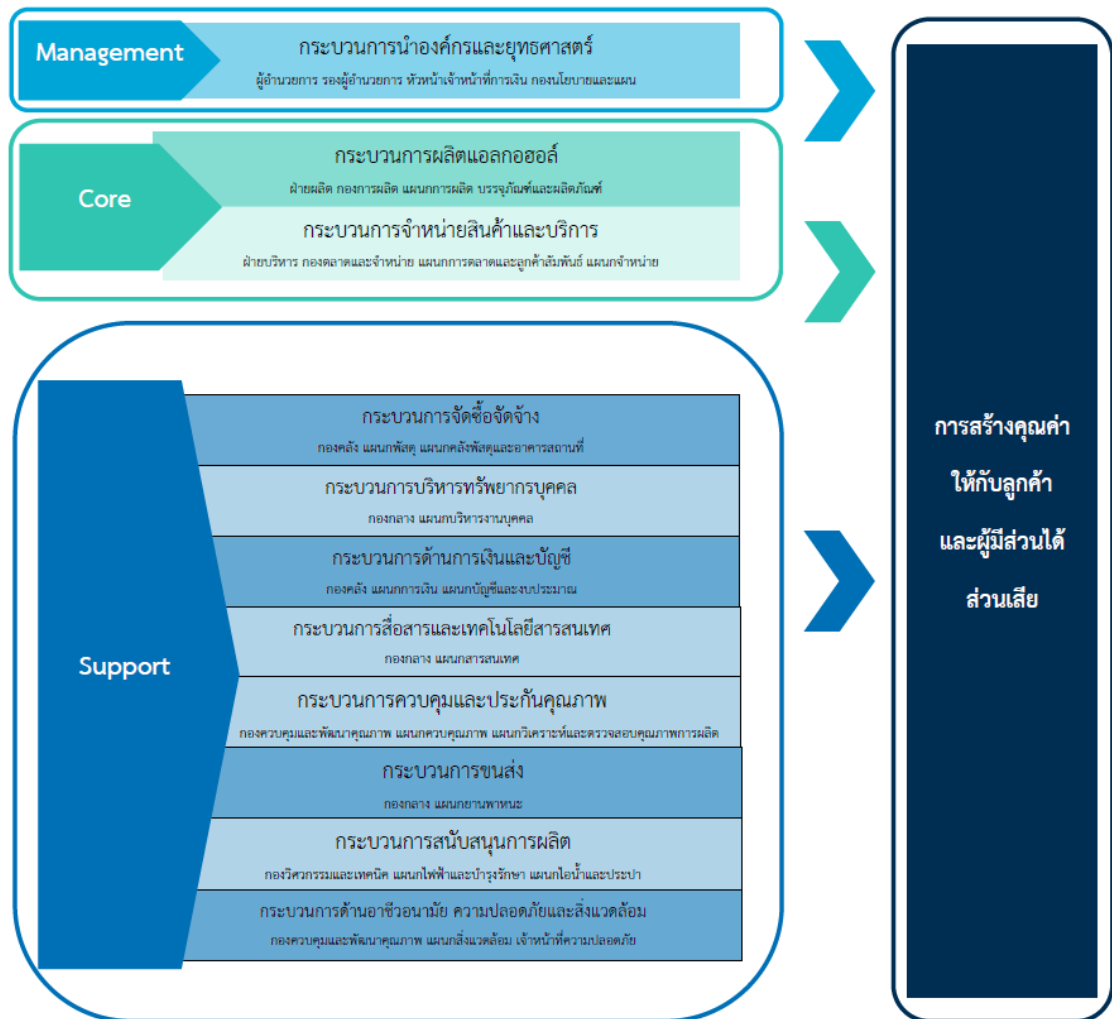 Management
กระบวนการนำองค์กรและยุทธศาสตร์
ผู้อำนวยการ รองผู้อำนวยการ หัวหน้าเจ้าหน้าที่การเงิน กองนโยบายและแผน
Core
กระบวนการผลิตแอลกอฮอล์
ฝ่ายผลิต กองการผลิต แผนกการผลิต บรรจุภัณฑ์และผลิตภัณฑ์
กระบวนการจำหน่ายสินค้าและบริการ
ฝ่ายบริหาร กองตลาดและจำหน่าย แผนกการตลาดและลูกค้าสัมพันธ์ แผนกจำหน่าย
Support
กระบวนการจัดซื้อจัดจ้าง
กองคลัง แผนกพัสดุ แผนกคลังพัสดุและอาคารสถานที่
กระบวนการบริหารทรัพยากรบุคคล
กองกลาง แผนกบริหารงานบุคคล
กระบวนการด้านการเงินและบัญชี
กองคลัง แผนกการเงิน แผนกบัญชีและงบประมาณ
กระบวนการสื่อสารและเทคโนโลยีสารสนเทศ
กองกลาง แผนกสารสนเทศ
กระบวนการควบคุมและประกันคุณภาพ
กองควบคุมและพัฒนาคุณภาพ แผนกควบคุณภาพ แผนกวิเคราะห์และตรวจสอบคุณภาพการผลิต
กระบวนการขนส่ง
กองกลาง แผนกยานพาหนะ
กระบวนการสนับสนุนการผลิต
กองวิศวกรรมและเทคนิค แผนกไฟฟ้าและบำรุงรักษา แผนกไอน้ำและประปา
กระบวนการด้านอาชีวอนามัย ความปลอดภัยและสิ่งแวดล้อม
กองควบคุมและพัฒนาคุณภาพ แผนกสิ่งแวดล้อม เจ้าหน้าที่ความปลอดภัย
การสร้างคุณค่า
ให้กับลูกค้า
และผู้มีส่วนได้
ส่วนเสีย